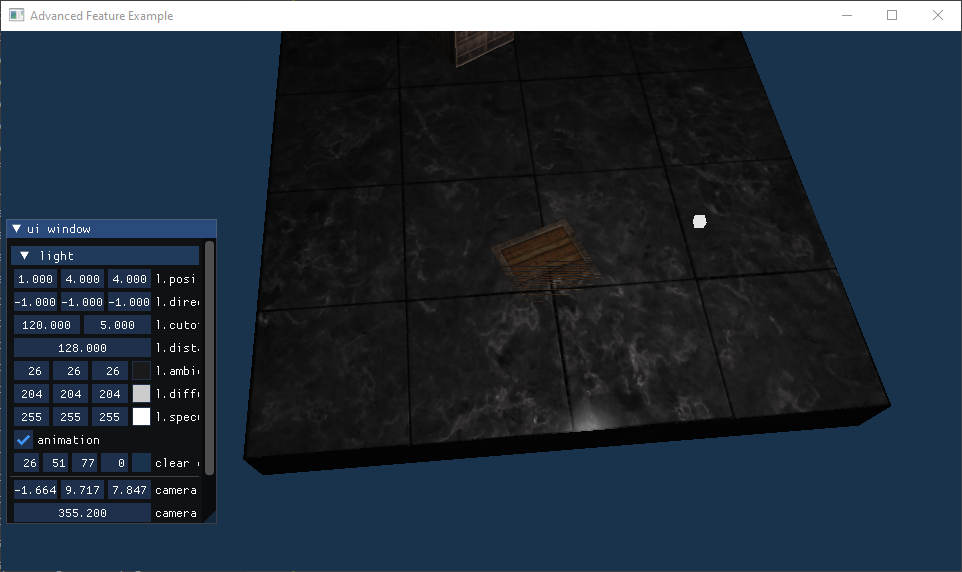 Advanced Feature Example
ui window
light
1.000 4.000 4.000 l.posi
-1.000 -1.000 -1.000 l.dire
120.000 5.000 l.cuto
128.000 l.dist
26 26 26 l.ambi
204 204 204 l.diff
255 255 255 l.spec
animation
26 51 77 0 clear
-1.664 9.717 7.847 camera
355.200 camera